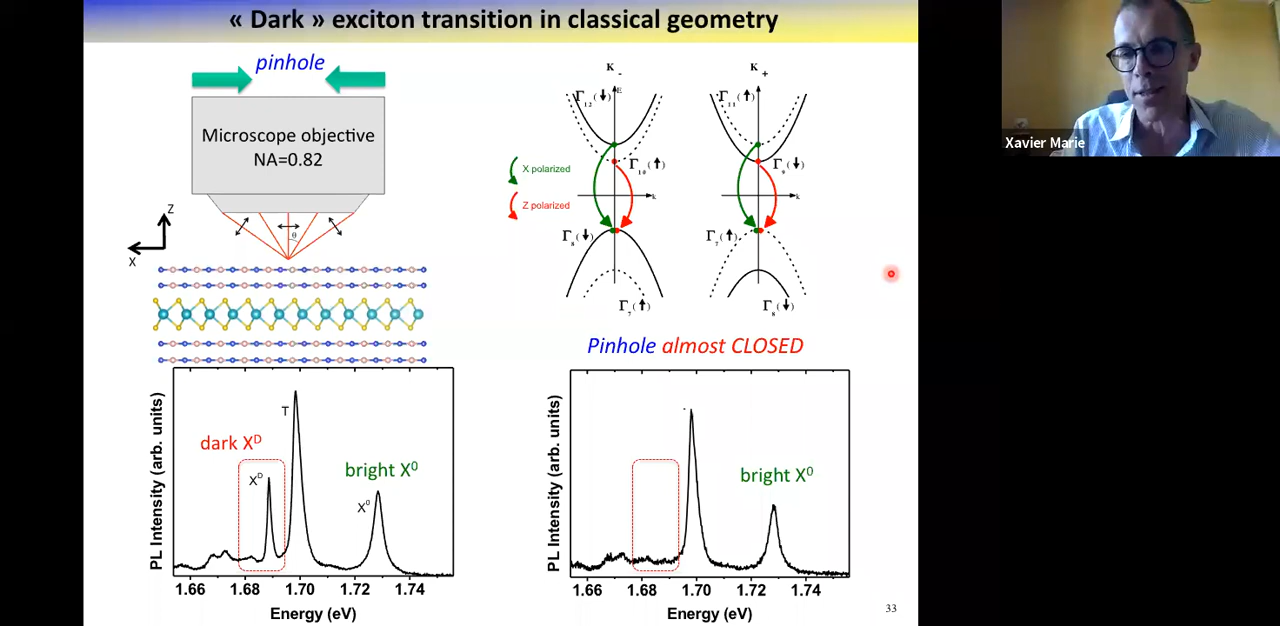 « Dark » exciton transition in classical geometry
pinhole
Microscope objective
NA=0.82
Z
X
θ
K -
K +
Γ12(↓)
E
Γ11(↑)
X polarized
Z polarized
Γ10(↑)
k
Γ9(↓)
k
Γ8(↓)
Γ7(↑)
Γ7(↑)
Γ8(↓)
Xavier Marie
Pinhole almost CLOSED
PL Intensity (arb. units)
dark XD
XD
T
bright X0
X0
1.66 1.68 1.70 1.72 1.74
Energy (eV)
PL Intensity (arb. units)
bright X0
1.66 1.68 1.70 1.72 1.74
Energy (eV)
33